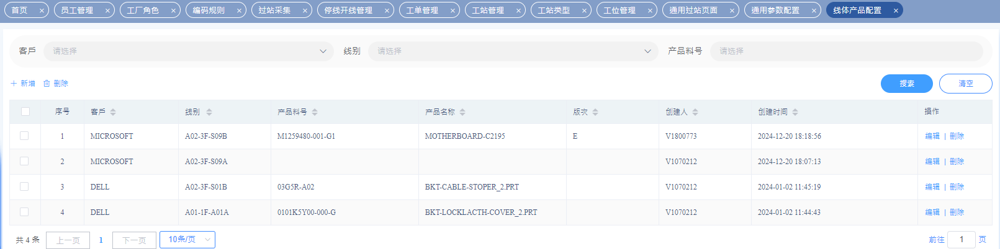 首页 × 员工管理 × 工厂角色 × 编码规则 × 过站采集 × 停线开线管理 × 工单管理 × 工站管理 × 工站类型 × 工位管理 × 通用过站页面 × 通用参数配置 × 线体产品配置 ×
客戶 请选择 线别 请选择 产品料号 请选择
+ 新增 删除 搜索 清空
序号 客戶 线别 产品料号 产品名称 版次 创建人 创建时间 操作
1 MICROSOFT A02-3F-S09B M1259480-001-G1 MOTHERBOARD-C2195 E V1800773 2024-12-20 18:18:56 编辑 | 删除
2 MICROSOFT A02-3F-S09A V1070212 2024-12-20 18:07:13 编辑 | 删除
3 DELL A02-3F-S01B 03G5R-A02 BKT-CABLE-STOPER_2.PRT V1070212 2024-01-02 11:45:19 编辑 | 删除
4 DELL A01-1F-A01A 0101K5Y00-000-G BKT-LOCKLACTH-COVER_2.PRT V1070212 2024-01-02 11:44:43 编辑 | 删除
共 4 条 上一页 1 下一页 10条/页 前往 1 页